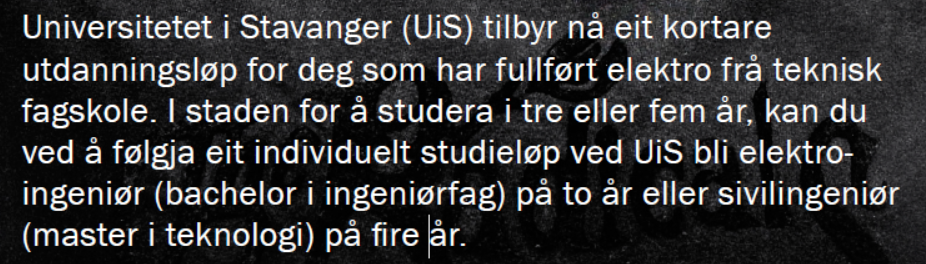 Universitetet i Stavanger (UiS) tilbyr nå eit kortare
utdanningsløp for deg som har fullført elektro frå teknisk
fagskole. I staden for å studera i tre eller fem år, kan du
ved å følgja eit individuelt studieløp ved UiS bli elektro-
ingeniør (bachelor i ingeniørfag) på to år eller sivilingeniør
(master i teknologi) på fire år.